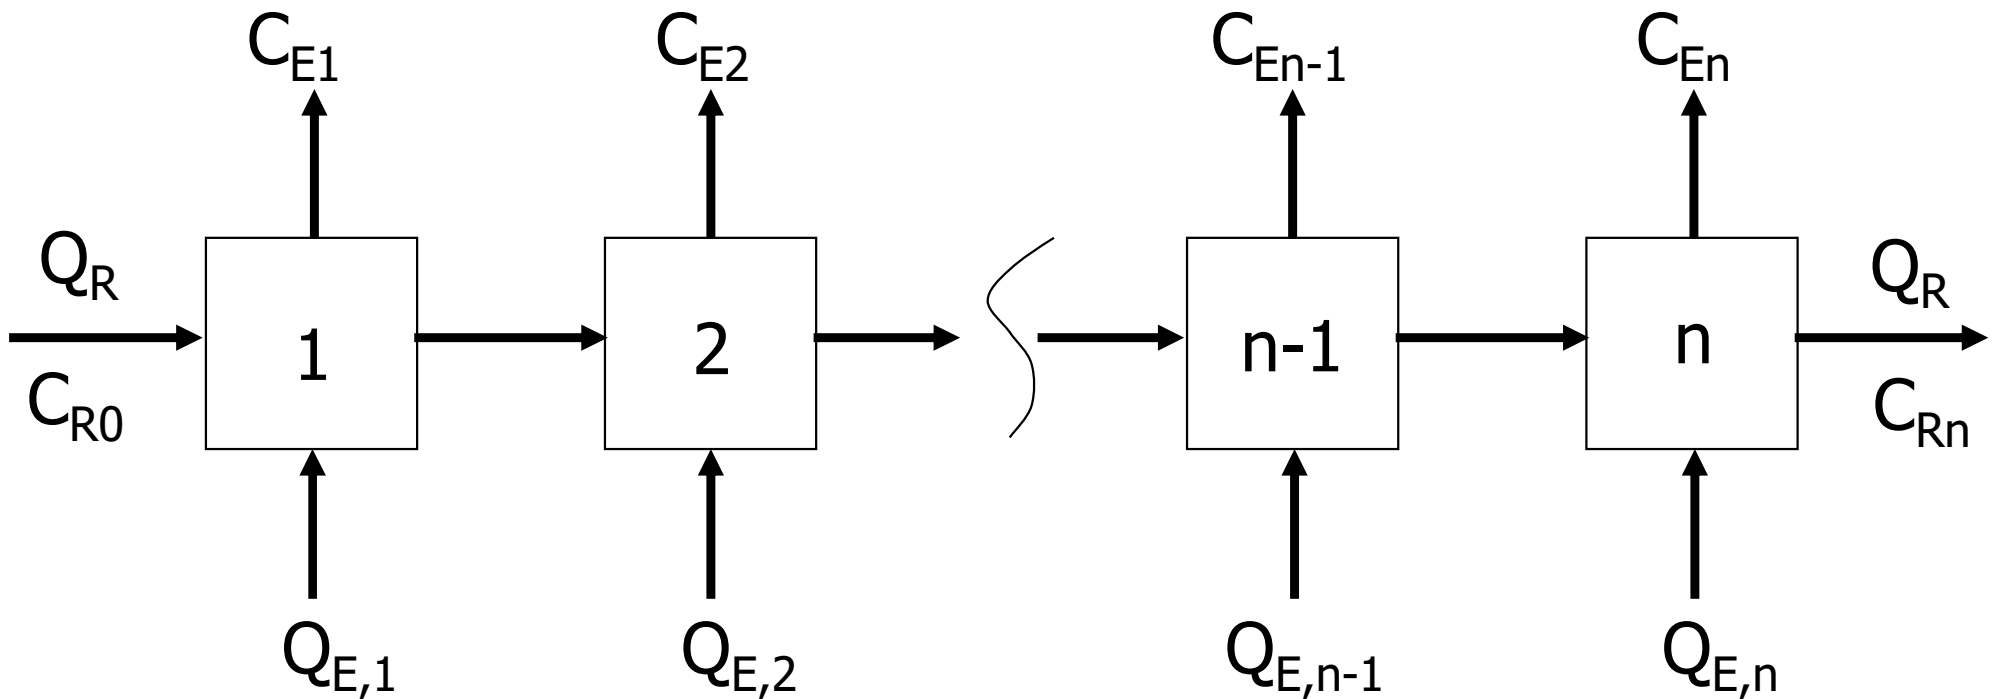 C_E1 C_E2 C_En-1 C_En
Q_R Q_R
1 2 n-1 n
C_R0 C_Rn
Q_E,1 Q_E,2 Q_E,n-1 Q_E,n